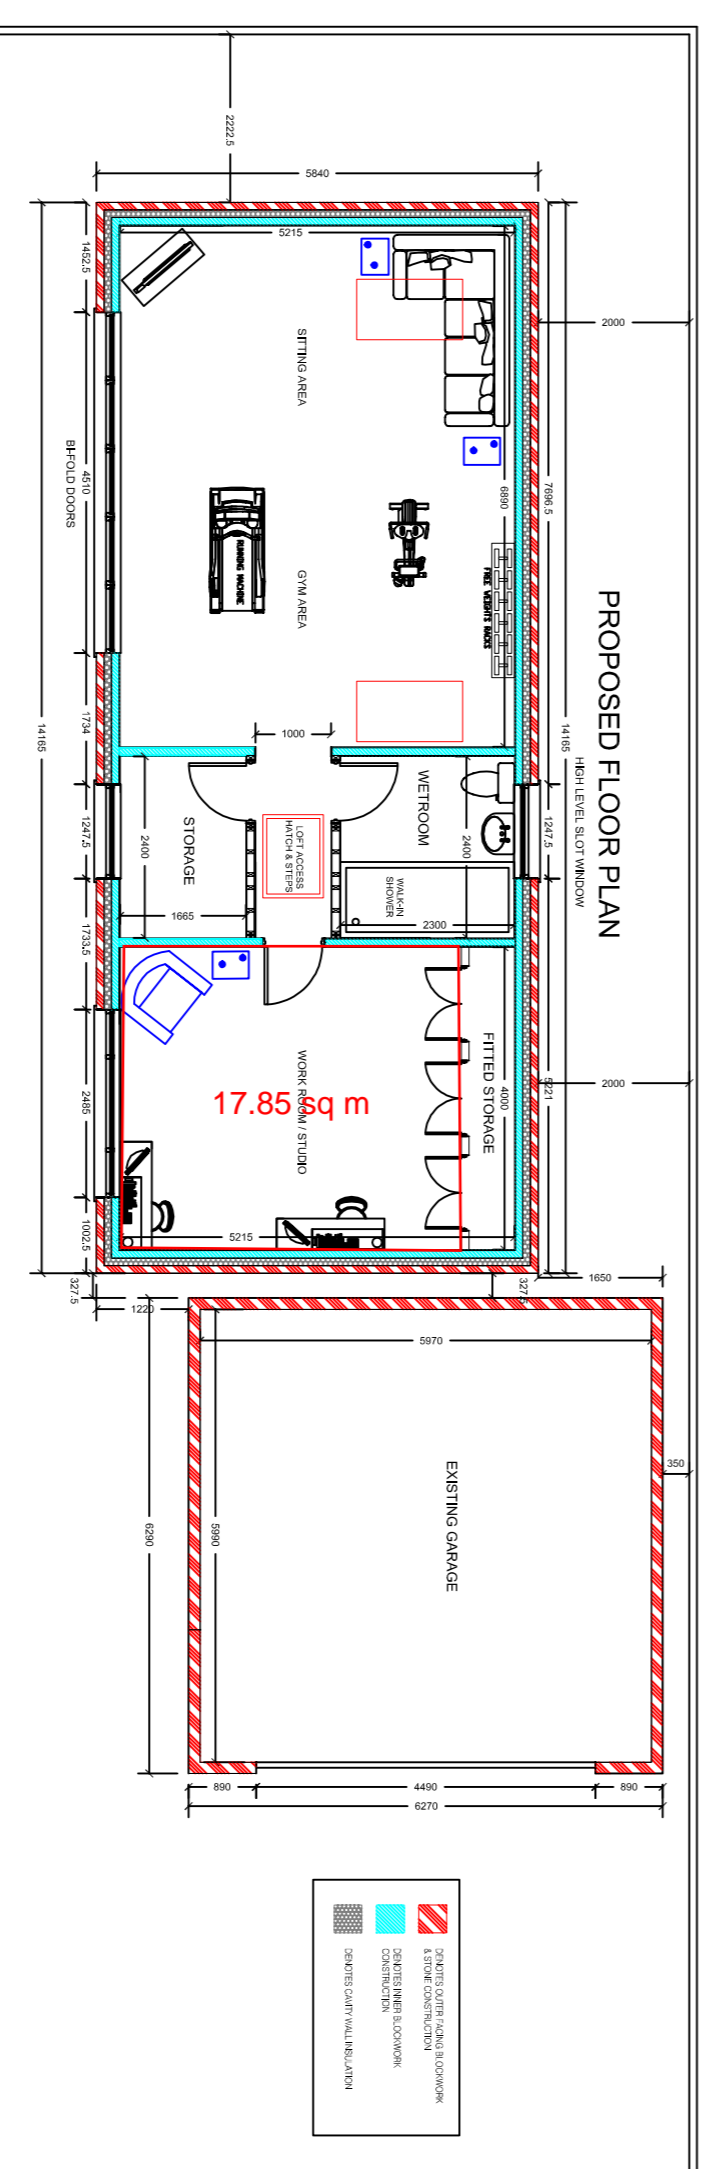 PROPOSED FLOOR PLAN
2222.5
5840
14165
7696.5
14165
HIGH LEVEL SLOT WINDOW
1247.5
5221
2000
2000
1452.5
4510
BI-FOLD DOORS
1734
1247.5
1733.5
2485
1002.5
14165
5215
6890
SITTING AREA
GYM AREA
RUNNING MACHINE
FREE WEIGHTS RACKS
1000
STORAGE
2400
1665
LOFT ACCESS
HATCH & STEPS
WETROOM
2400
WALK-IN
SHOWER
2300
FITTED STORAGE
4000
WORK ROOM / STUDIO
17.85 sq m
5215
327.5
327.5
1220
1650
5970
350
EXISTING GARAGE
5990
6290
890
4490
890
6270
DENOTES OUTER FACING BLOCKWORK
& STONE CONSTRUCTION
DENOTES INNER BLOCKWORK
CONSTRUCTION
DENOTES CAVITY WALL INSULATION